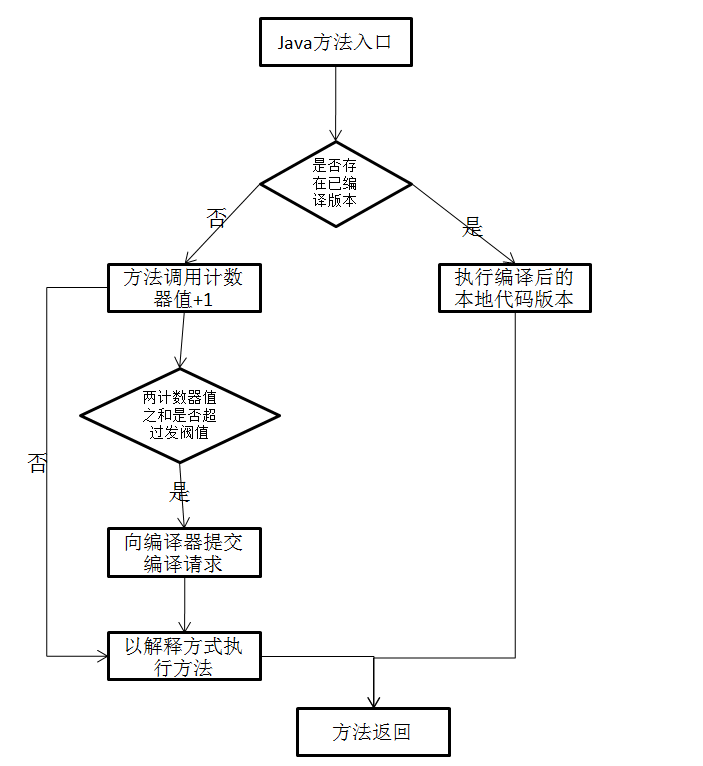 Java方法入口
是否存
在已编
译版本
否
是
方法调用计数
器值+1
执行编译后的
本地代码版本
两计数器值
之和是否超
过发阀值
否
是
向编译器提交
编译请求
以解释方式执
行方法
方法返回